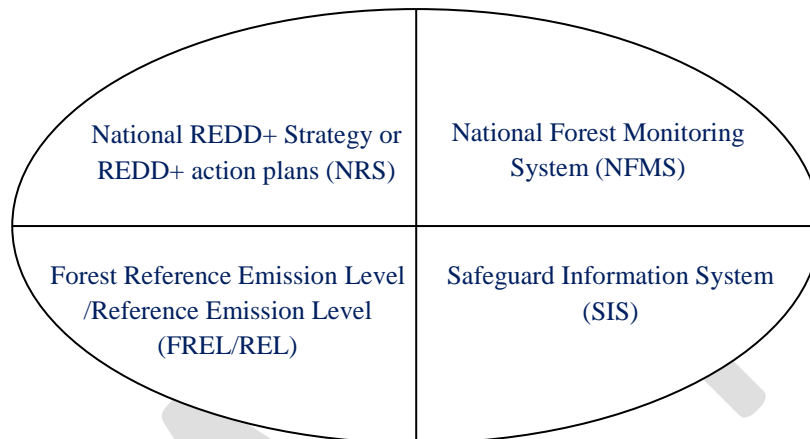 National REDD+ Strategy or
REDD+ action plans (NRS)
National Forest Monitoring
System (NFMS)
Forest Reference Emission Level
/Reference Emission Level
(FREL/REL)
Safeguard Information System
(SIS)